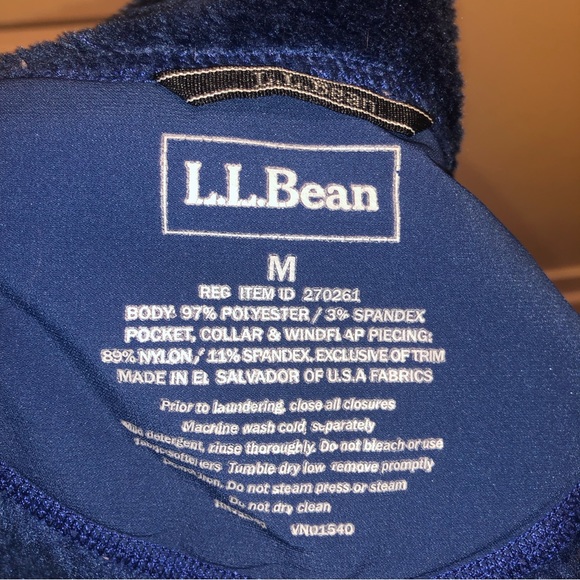 L.L.Bean
L.L.Bean
M
REG ITEM ID 270261
BODY: 97% POLYESTER / 3% SPANDEX
POCKET, COLLAR & WINDFLAP PIECING:
89% NYLON / 11% SPANDEX. EXCLUSIVE OF TRIM
MADE IN EL SALVADOR OF U.S.A FABRICS
Prior to laundering, close all closures
Machine wash cold, separately
Mild detergent, rinse thoroughly. Do not bleach or use
softeners Tumble dry low remove promptly
Do not steam press or steam
Do not dry clean
VN01540